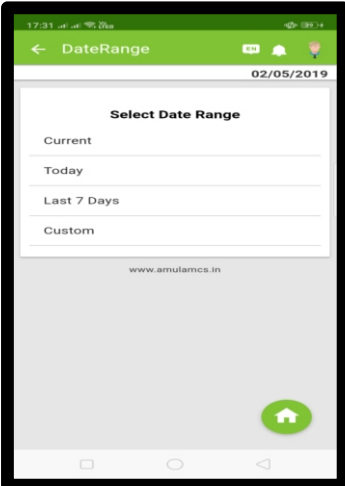 17:31
DateRange
EN
02/05/2019
Select Date Range
Current
Today
Last 7 Days
Custom
www.amulamcs.in